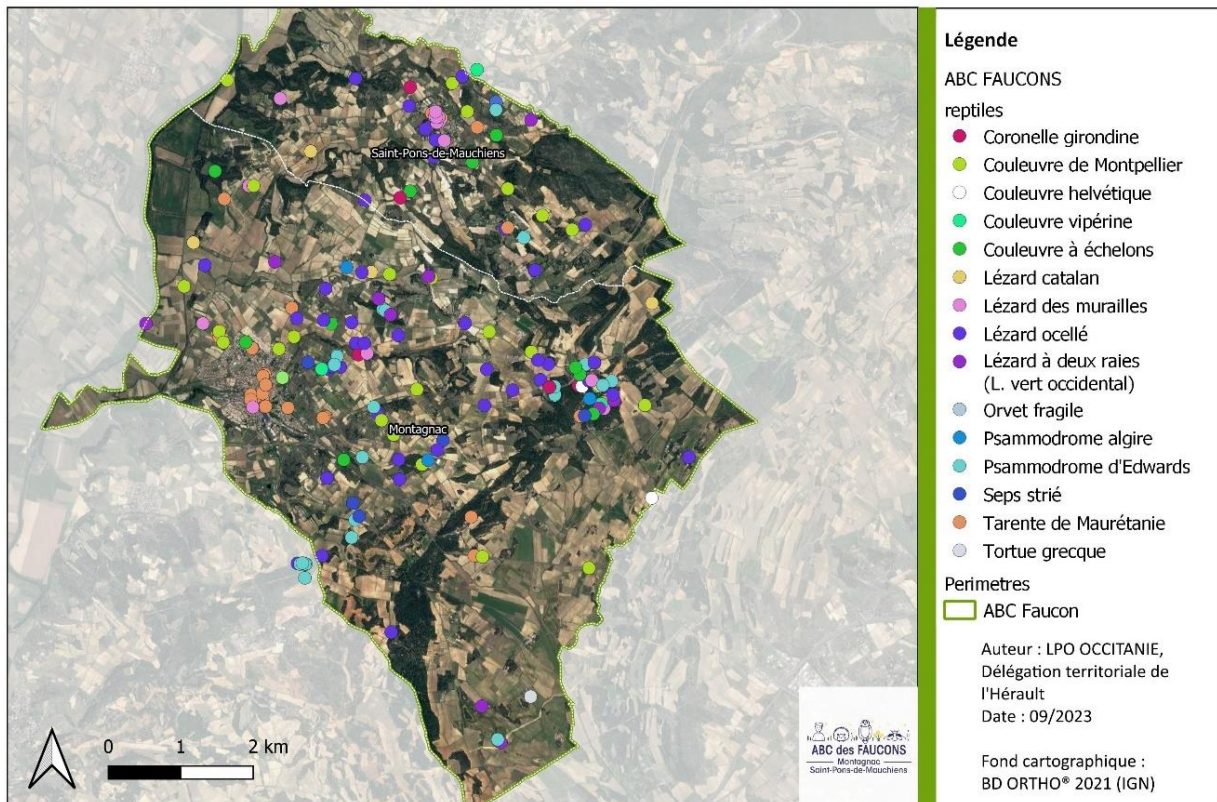 Saint-Pons-de-Mauchiens
Montagnac
0 1 2 km
ABC des FAUCONS
Montagnac
Saint-Pons-de-Mauchiens
Légende
ABC FAUCONS
reptiles
Coronelle girondine
Couleuvre de Montpellier
Couleuvre helvétique
Couleuvre vipérine
Couleuvre à échelons
Lézard catalan
Lézard des murailles
Lézard ocellé
Lézard à deux raies
(L. vert occidental)
Orvet fragile
Psammodrome algire
Psammodrome d'Edwards
Seps strié
Tarente de Maurétanie
Tortue grecque
Perimetres
ABC Faucon
Auteur : LPO OCCITANIE,
Délégation territoriale de
l'Hérault
Date : 09/2023
Fond cartographique :
BD ORTHO® 2021 (IGN)